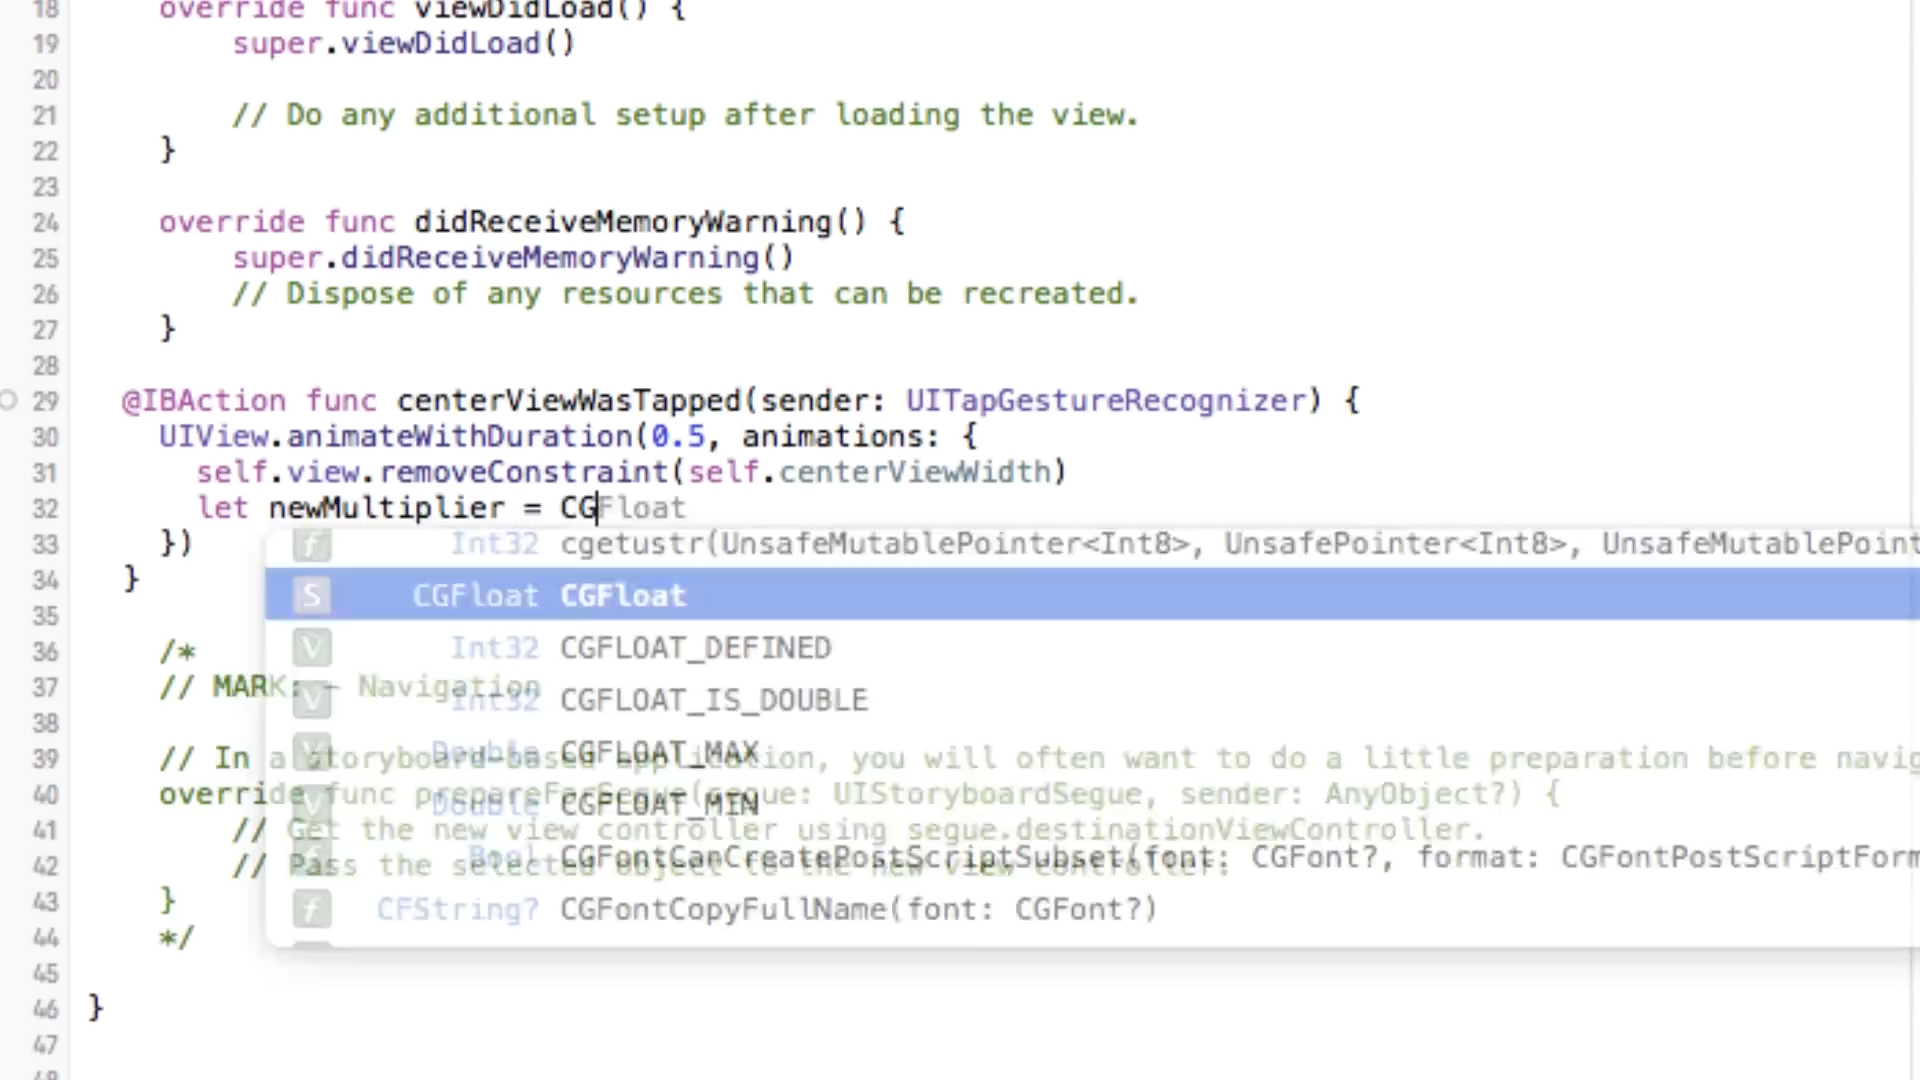 18 override func viewDidLoad() {
19 super.viewDidLoad()
20
21 // Do any additional setup after loading the view.
22 }
23
24 override func didReceiveMemoryWarning() {
25 super.didReceiveMemoryWarning()
26 // Dispose of any resources that can be recreated.
27 }
28
29 @IBAction func centerViewWasTapped(sender: UITapGestureRecognizer) {
30 UIView.animateWithDuration(0.5, animations: {
31 self.view.removeConstraint(self.centerViewWidth)
32 let newMultiplier = CGFloat
33 })
f Int32 cgetustr(UnsafeMutablePointer<Int8>, UnsafePointer<Int8>, UnsafeMutablePoint
34 }
S CGFloat CGFloat
35
V Int32 CGFLOAT_DEFINED
36 /*
37 // MARK: - Navigation
V Int32 CGFLOAT_IS_DOUBLE
38
V Double CGFLOAT_MAX
39 // In a storyboard-based application, you will often want to do a little preparation before navig
40 override func prepareForSegue(segue: UIStoryboardSegue, sender: AnyObject?) {
V Double CGFLOAT_MIN
41 // Get the new view controller using segue.destinationViewController.
Bool CGFontCanCreatePostScriptSubset(font: CGFont?, format: CGFontPostScriptForm
42 // Pass the selected object to the new view controller.
43 }
f CFString? CGFontCopyFullName(font: CGFont?)
44 */
45
46 }
47
48